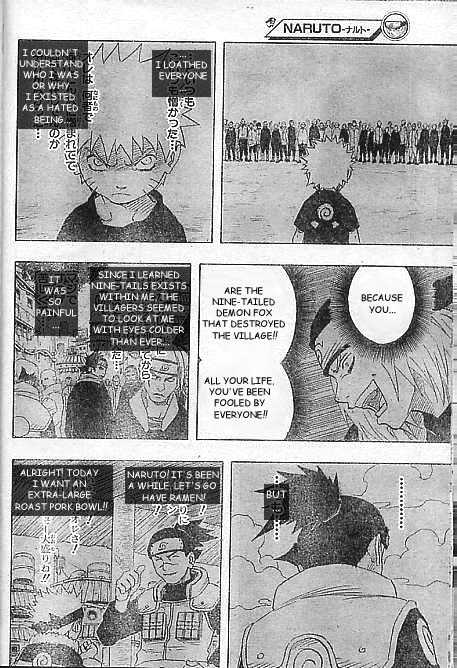 NARUTO-ナルト-
I LOATHED
EVERYONE
I COULDN'T
UNDERSTAND
WHO I WAS
OR WHY
I EXISTED
AS A HATED
BEING...
BECAUSE
YOU...
ARE THE
NINE-TAILED
DEMON FOX
THAT DESTROYED
THE VILLAGE!!
ALL YOUR LIFE,
YOU'VE BEEN
FOOLED BY
EVERYONE!!
SINCE I LEARNED
NINE-TAILS EXISTS
WITHIN ME, THE
VILLAGERS SEEMED
TO LOOK AT ME
WITH EYES COLDER
THAN EVER...
IT
WAS
SO
PAINFUL
...
.........
BUT
.........
NARUTO! IT'S BEEN
A WHILE. LET'S GO
HAVE RAMEN!
ALRIGHT! TODAY
I WANT AN
EXTRA-LARGE
ROAST PORK BOWL!!